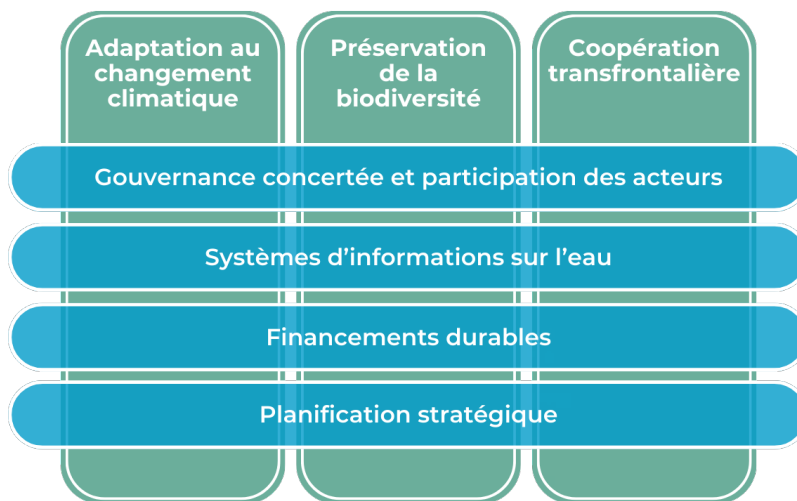 Adaptation au
changement
climatique
Préservation
de la
biodiversité
Coopération
transfrontalière
Gouvernance concertée et participation des acteurs
Systèmes d’informations sur l’eau
Financements durables
Planification stratégique